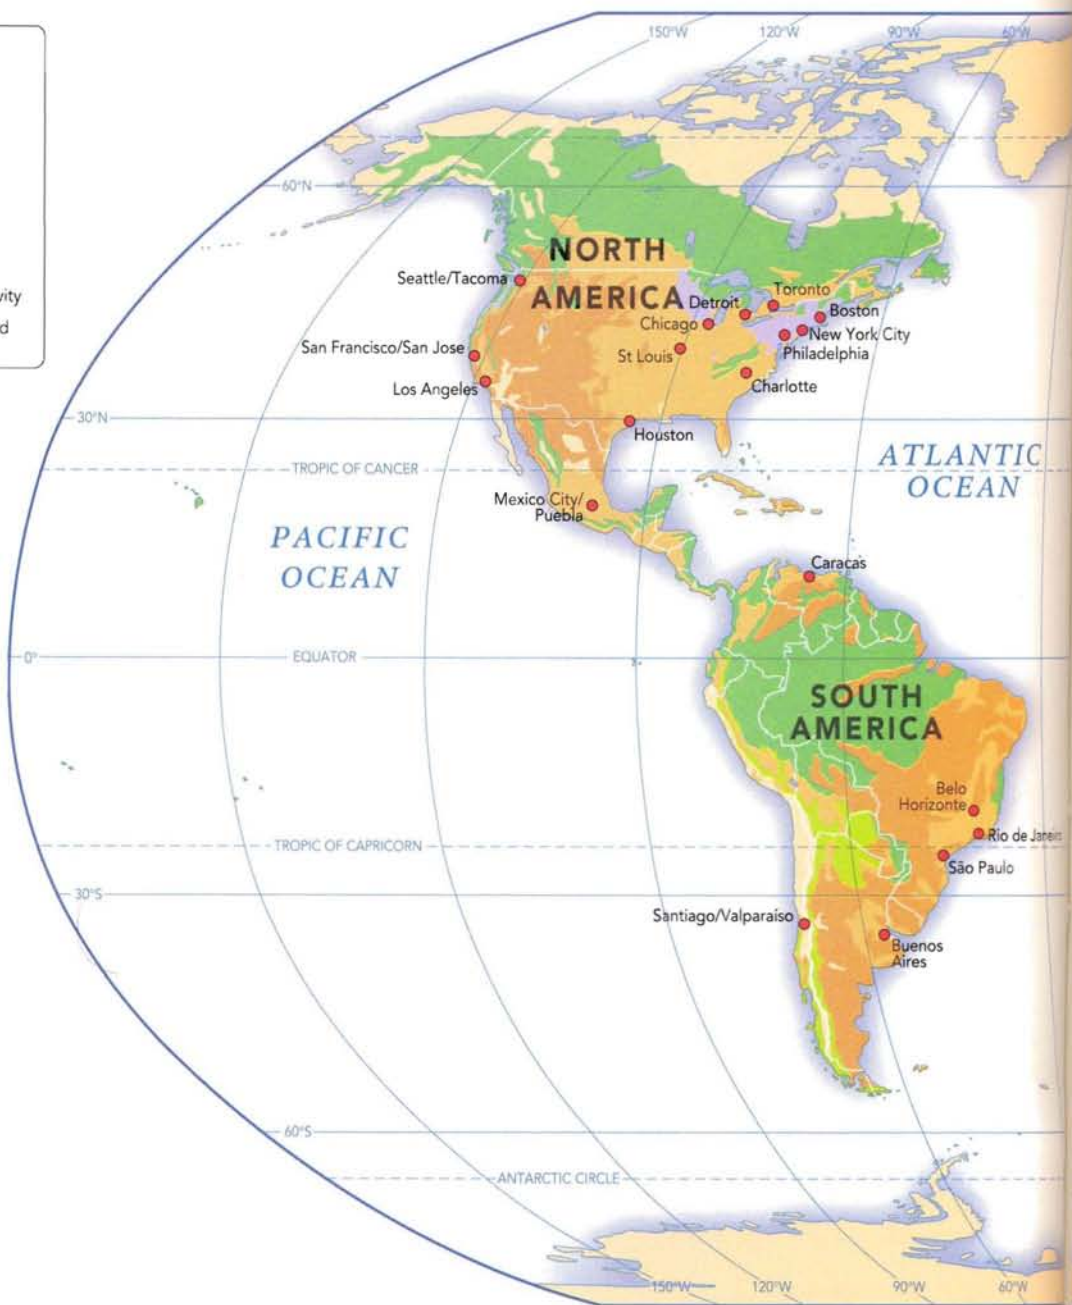 150°W
120°W
90°W
60°W
60°N
NORTH
AMERICA
Seattle/Tacoma
Detroit
Toronto
Boston
Chicago
New York City
San Francisco/San Jose
St Louis
Philadelphia
Los Angeles
Charlotte
30°N
Houston
ATLANTIC
OCEAN
TROPIC OF CANCER
Mexico City/
Puebla
PACIFIC
OCEAN
Caracas
0°
EQUATOR
SOUTH
AMERICA
Belo
Horizonte
Rio de Janeiro
TROPIC OF CAPRICORN
São Paulo
30°S
Santiago/Valparaíso
Buenos
Aires
60°S
ANTARCTIC CIRCLE
150°W
120°W
90°W
60°W